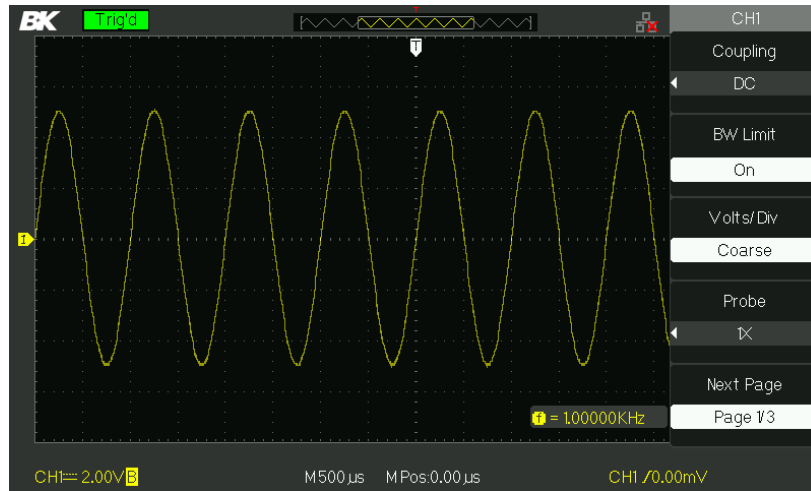 BK Trig'd T CH1
T
Coupling
DC
BW Limit
On
Volts/Div
Coarse
1
Probe
1X
Next Page
f = 1.00000KHz Page 1/3
CH1 2.00V B M 500µs M Pos:0.00µs CH1 0.00mV